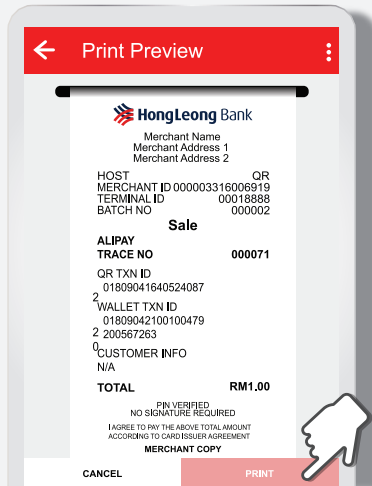 Print Preview
HongLeong Bank
Merchant Name
Merchant Address 1
Merchant Address 2
HOST QR
MERCHANT ID 000003316006919
TERMINAL ID 00018888
BATCH NO 000002
Sale
ALIPAY
TRACE NO 000071
QR TXN ID
01809041640524087
2
WALLET TXN ID
01809042100100479
2 200567263
0
CUSTOMER INFO
N/A
TOTAL RM1.00
PIN VERIFIED
NO SIGNATURE REQUIRED
I AGREE TO PAY THE ABOVE TOTAL AMOUNT
ACCORDING TO CARD ISSUER AGREEMENT
MERCHANT COPY
CANCEL PRINT